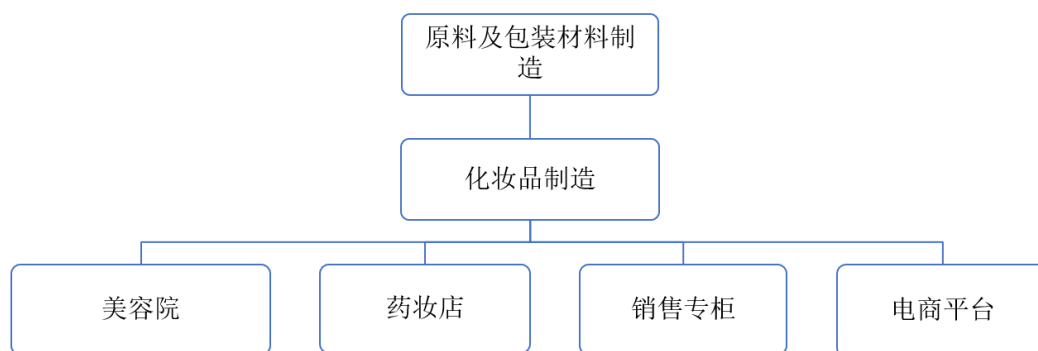 原料及包装材料制
造
化妆品制造
美容院
药妆店
销售专柜
电商平台